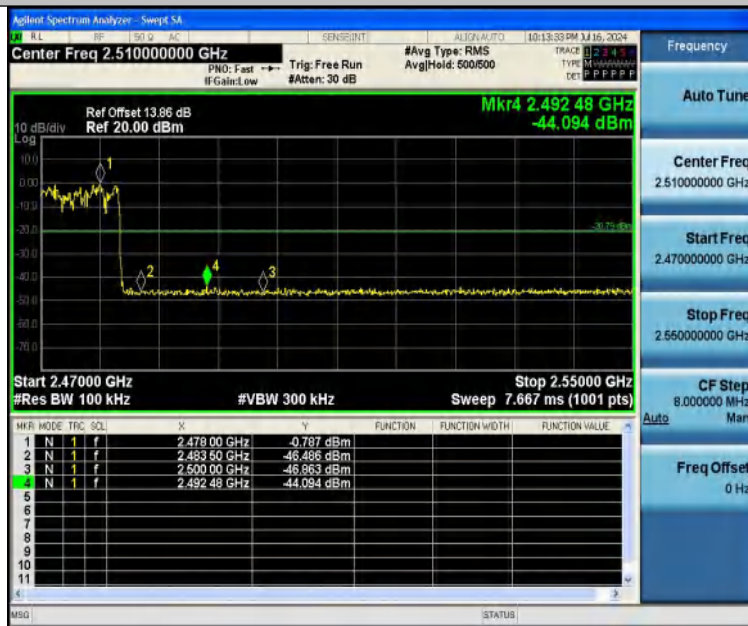 Agilent Spectrum Analyzer - Swept SA
RL RF 50 Ω AC SENSE:INT ALIGN AUTO 10:13:33 PM Jul 16, 2024
Center Freq 2.510000000 GHz
PNO: Fast
IFGain:Low
Trig: Free Run
#Atten: 30 dB
#Avg Type: RMS
Avg|Hold: 500/500
TRACE 1 2 3 4 5
TYPE M
DET P P P P P P
Frequency
Auto Tune
Center Freq
2.510000000 GHz
Start Freq
2.470000000 GHz
Stop Freq
2.550000000 GHz
CF Step
8.000000 MHz
Auto Man
Freq Offset
0 Hz
Mkr4 2.492 48 GHz
-44.094 dBm
Ref Offset 13.86 dB
10 dB/div Ref 20.00 dBm
Log
10.0
0.00
-10.0
-20.0
-20.79 dBm
-30.0
-40.0
-50.0
-60.0
-70.0
1
2
4
3
Start 2.47000 GHz Stop 2.55000 GHz
#Res BW 100 kHz #VBW 300 kHz Sweep 7.667 ms (1001 pts)
MKR MODE TRC SCL X Y FUNCTION FUNCTION WIDTH FUNCTION VALUE
1 N 1 f 2.478 00 GHz -0.787 dBm
2 N 1 f 2.483 50 GHz -46.486 dBm
3 N 1 f 2.500 00 GHz -46.863 dBm
4 N 1 f 2.492 48 GHz -44.094 dBm
5
6
7
8
9
10
11
MSG STATUS